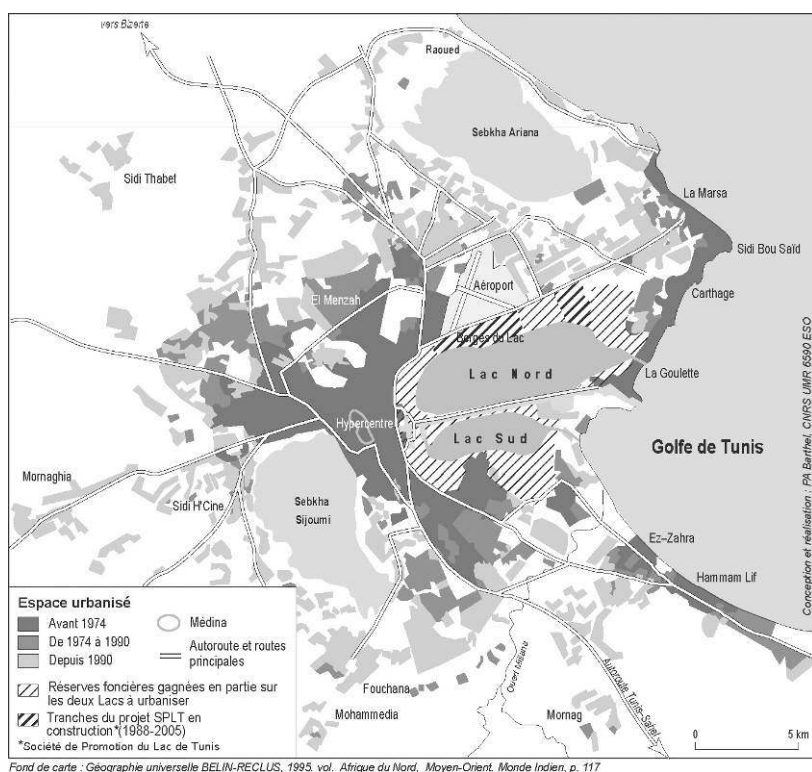 vers Bizerte
Raoued
Sebkha Ariana
Sidi Thabet
La Marsa
Sidi Bou Saïd
El Menzah
Aéroport
Carthage
Berges du Lac
Lac Nord
La Goulette
Hypercentre
Lac Sud
Golfe de Tunis
Mornaghia
Sidi H'Cine
Sebkha
Sijoumi
Ez-Zahra
Hammam Lif
Fouchana
Mohammedia
Oued Miliane
Mornag
Autoroute Tunis-Sahel
Conception et réalisation : PA Barthel, CNRS UMR 6590 ESO
Espace urbanisé
Avant 1974
De 1974 à 1990
Depuis 1990
Médina
Autoroute et routes
principales
Réserves foncières gagnées en partie sur
les deux Lacs à urbaniser
Tranches du projet SPLT en
construction*(1988-2005)
*Société de Promotion du Lac de Tunis
0 5 km
Fond de carte : Géographie universelle BELIN-RECLUS, 1995. vol. Afrique du Nord, Moyen-Orient, Monde Indien, p. 117